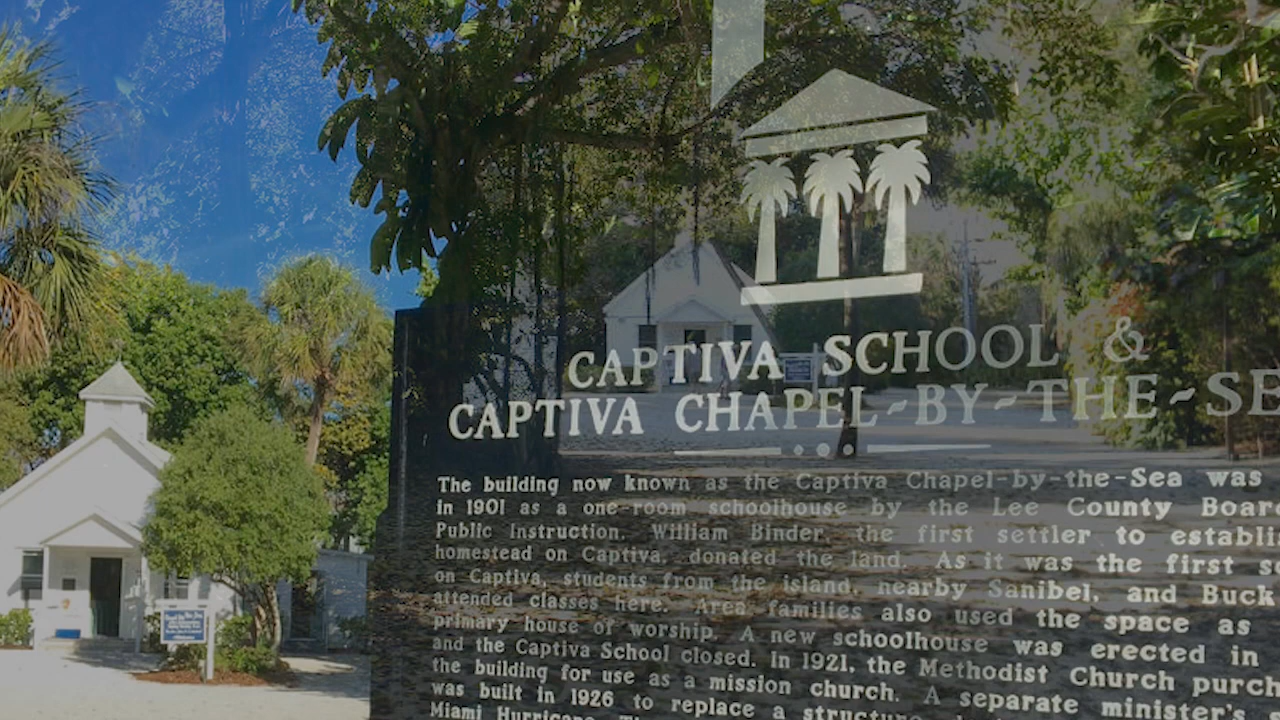 CAPTIVA SCHOOL &
CAPTIVA CHAPEL-BY-THE-SE
The building now known as the Captiva Chapel-by-the-Sea was
in 1901 as a one-room schoolhouse by the Lee County Boar
Public Instruction. William Binder, the first settler to establis
homestead on Captiva, donated the land. As it was the first s
on Captiva, students from the island, nearby Sanibel, and Buck
attended classes here. Area families also used the space as
primary house of worship. A new schoolhouse was erected in
and the Captiva School closed. In 1921, the Methodist Church purch
the building for use as a mission church. A separate minister's
was built in 1926 to replace a structure
Miami Hurricane.